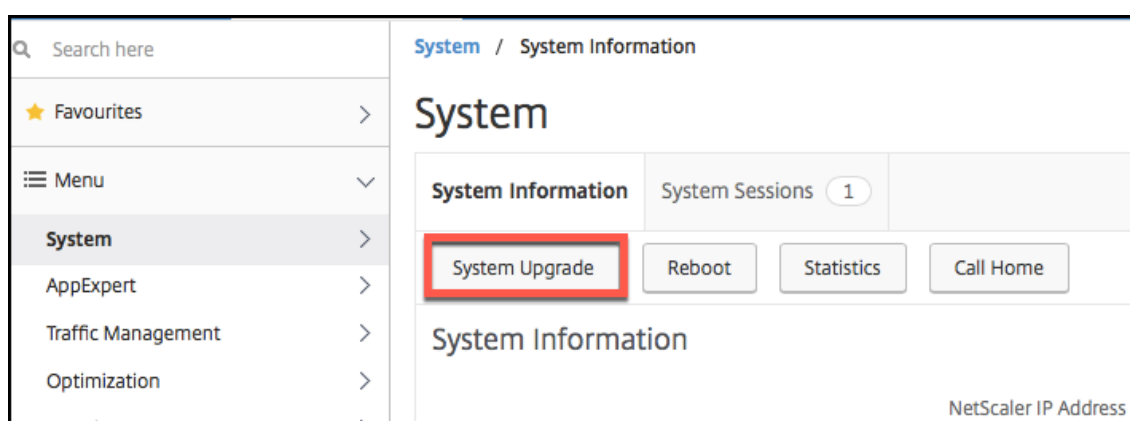 Search here
Favourites
Menu
System
AppExpert
Traffic Management
Optimization
System / System Information
System
System Information
System Sessions 1
System Upgrade
Reboot
Statistics
Call Home
System Information
NetScaler IP Address